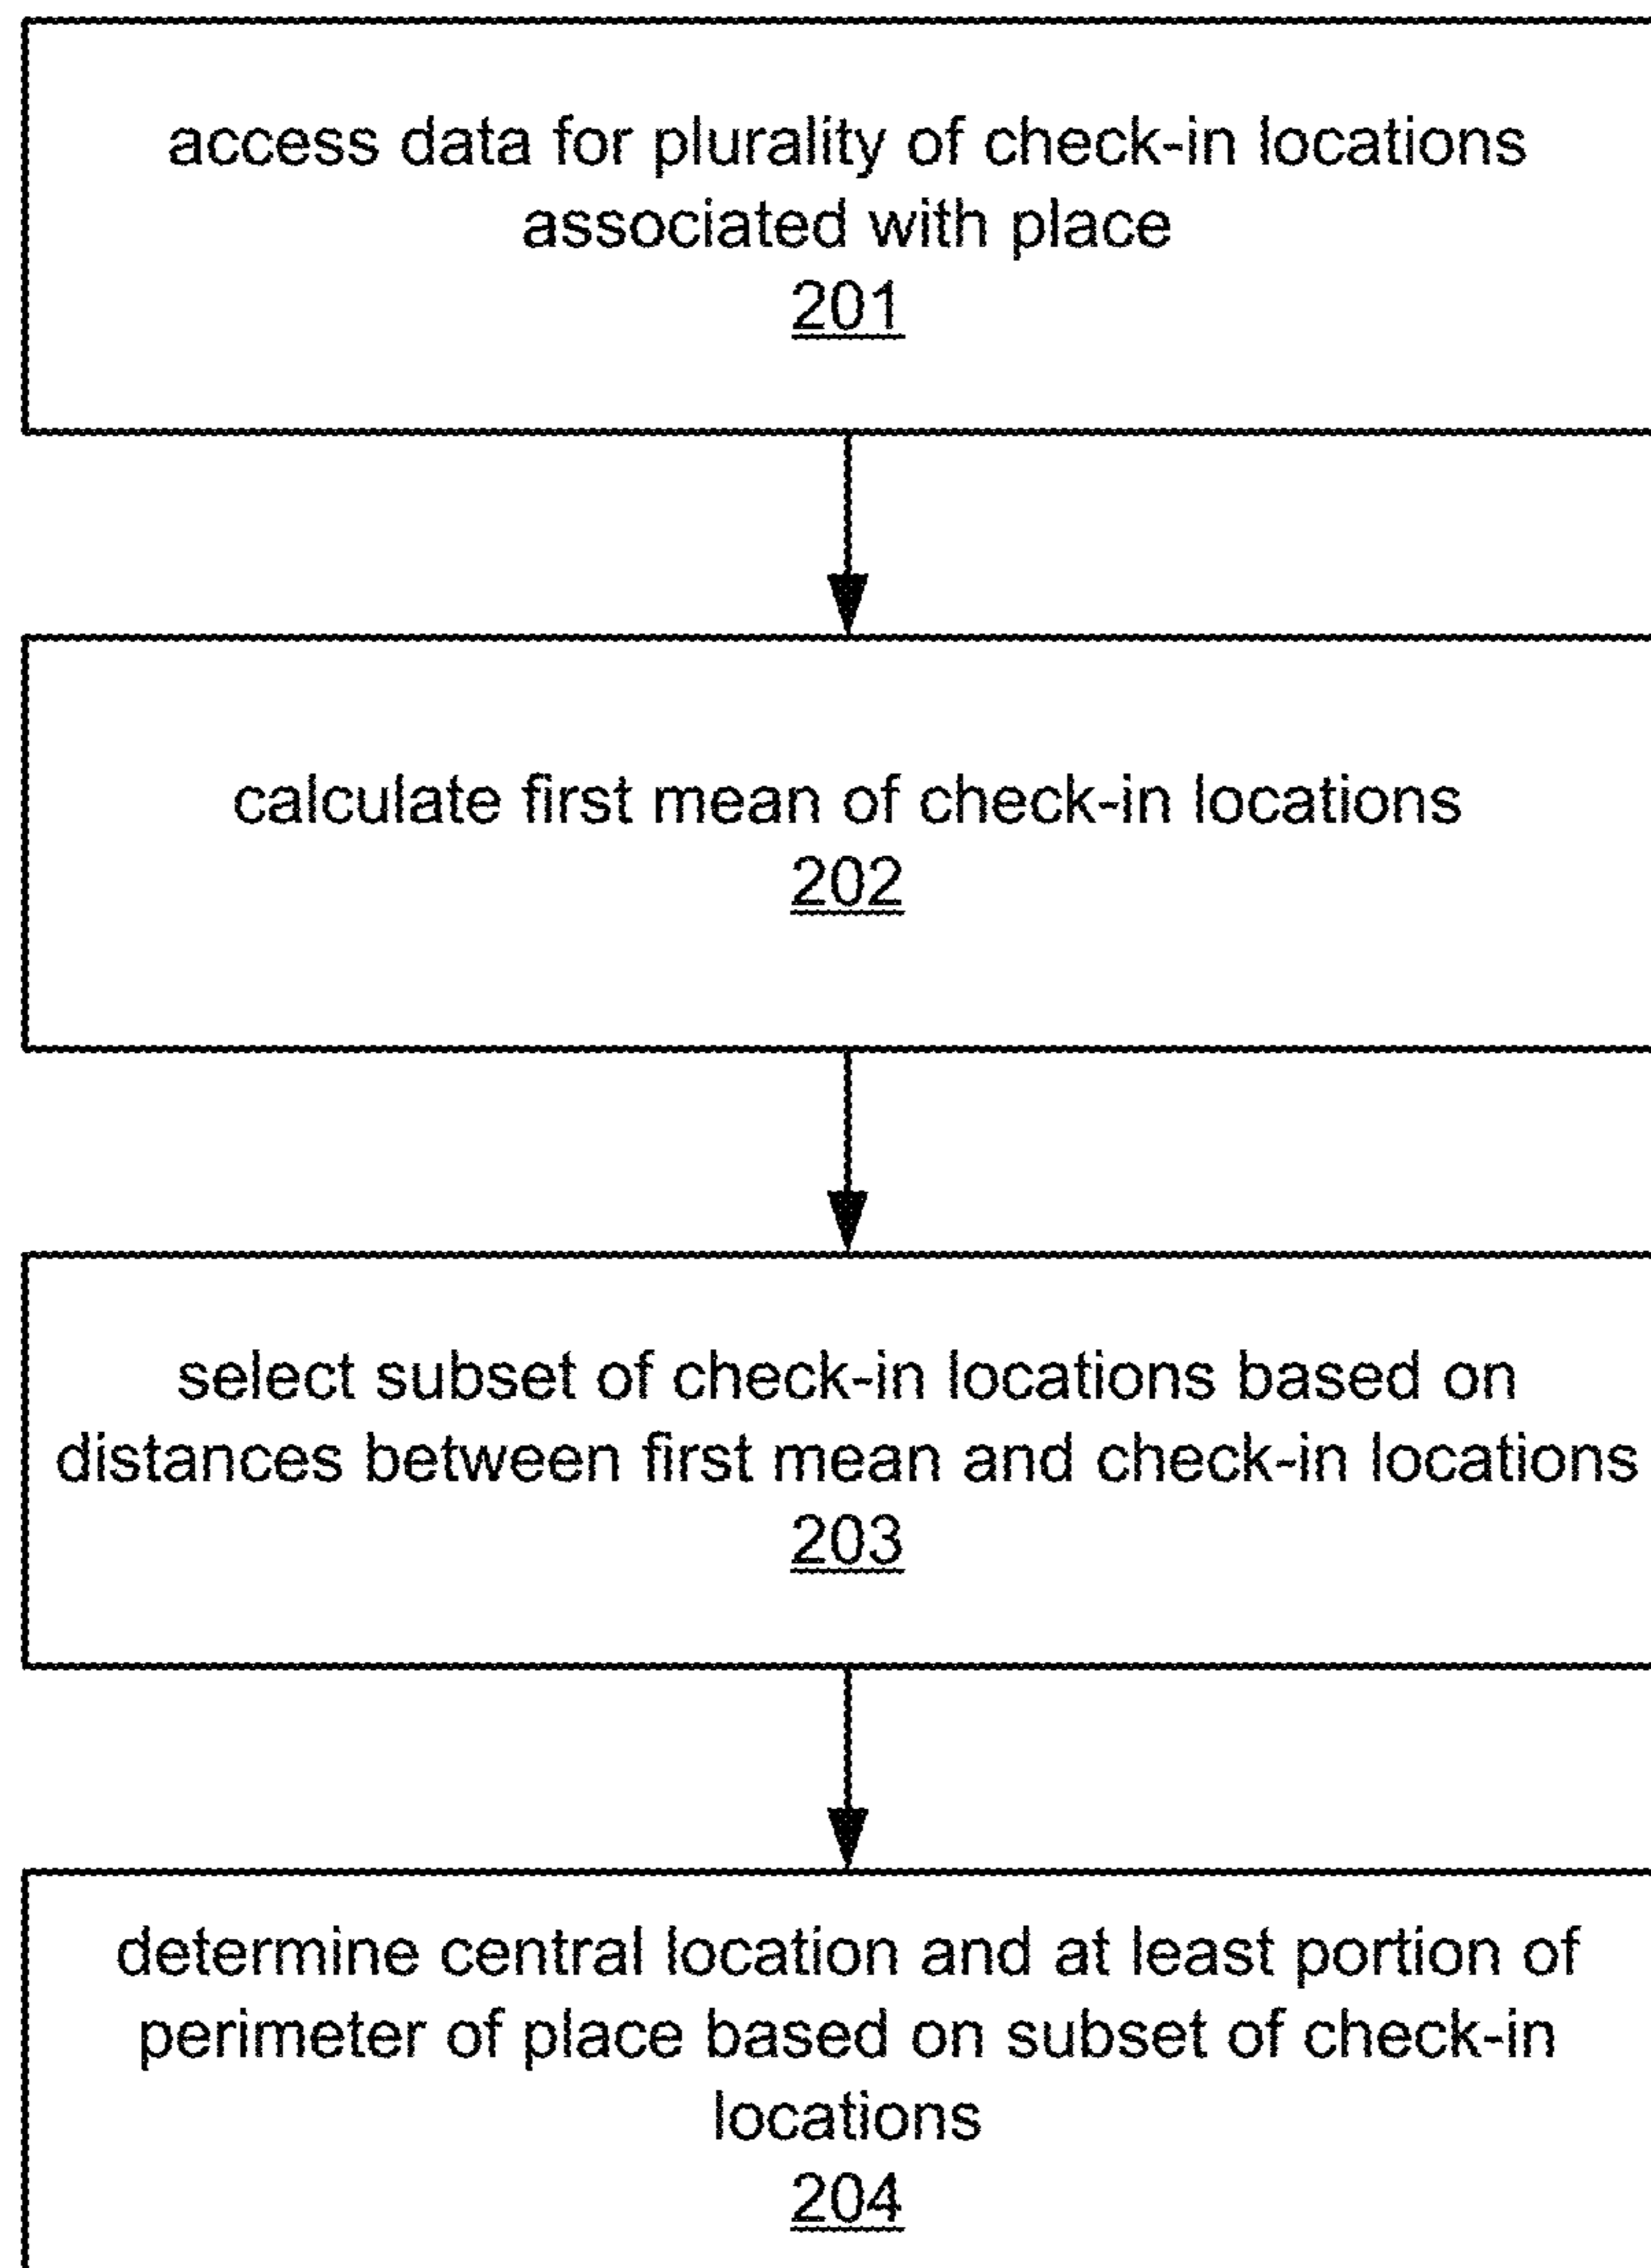 access data for plurality of check-in locations
associated with place
201
calculate first mean of check-in locations
202
select subset of check-in locations based on
distances between first mean and check-in locations
203
determine central location and at least portion of
perimeter of place based on subset of check-in
locations
204